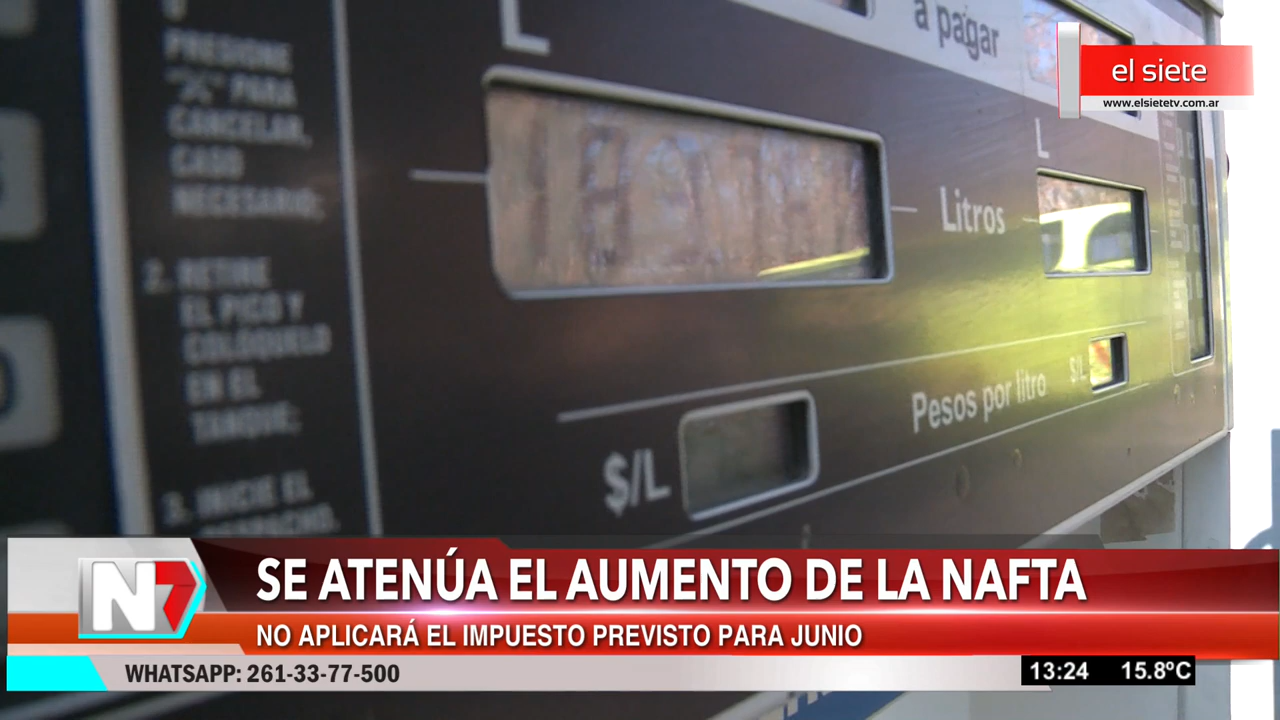 a pagar
L
el siete
www.elsietetv.com.ar
PRESIONE
PARA
CANCELAR,
CASO
NECESARIO;
L
Litros
2. RETIRE
EL PICO Y
COLOQUELO
EN EL
TANQUE;
$/L
Pesos por litro
$/L
3. INICIE EL
DESPACHO.
N7
SE ATENÚA EL AUMENTO DE LA NAFTA
NO APLICARÁ EL IMPUESTO PREVISTO PARA JUNIO
WHATSAPP: 261-33-77-500
13:24 15.8°C